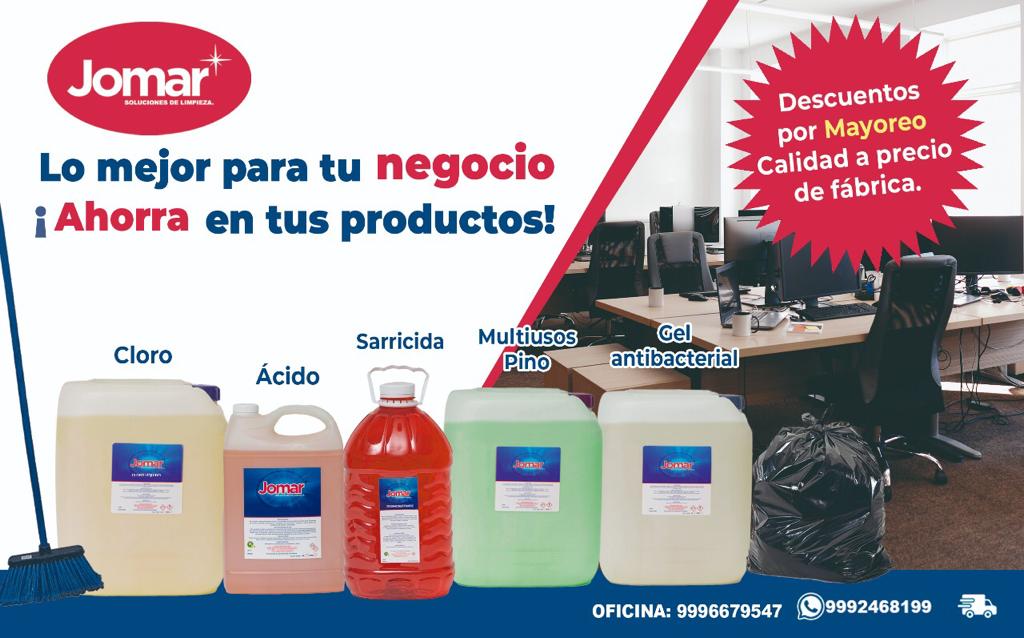 Jomar
SOLUCIONES DE LIMPIEZA.
Lo mejor para tu negocio
¡Ahorra en tus productos!
Descuentos
por Mayoreo
Calidad a precio
de fábrica.
Cloro
Ácido
Sarricida
Multiusos
Pino
Gel
antibacterial
Jomar
Jomar
Jomar
Jomar
Jomar
OFICINA: 9996679547
9992468199